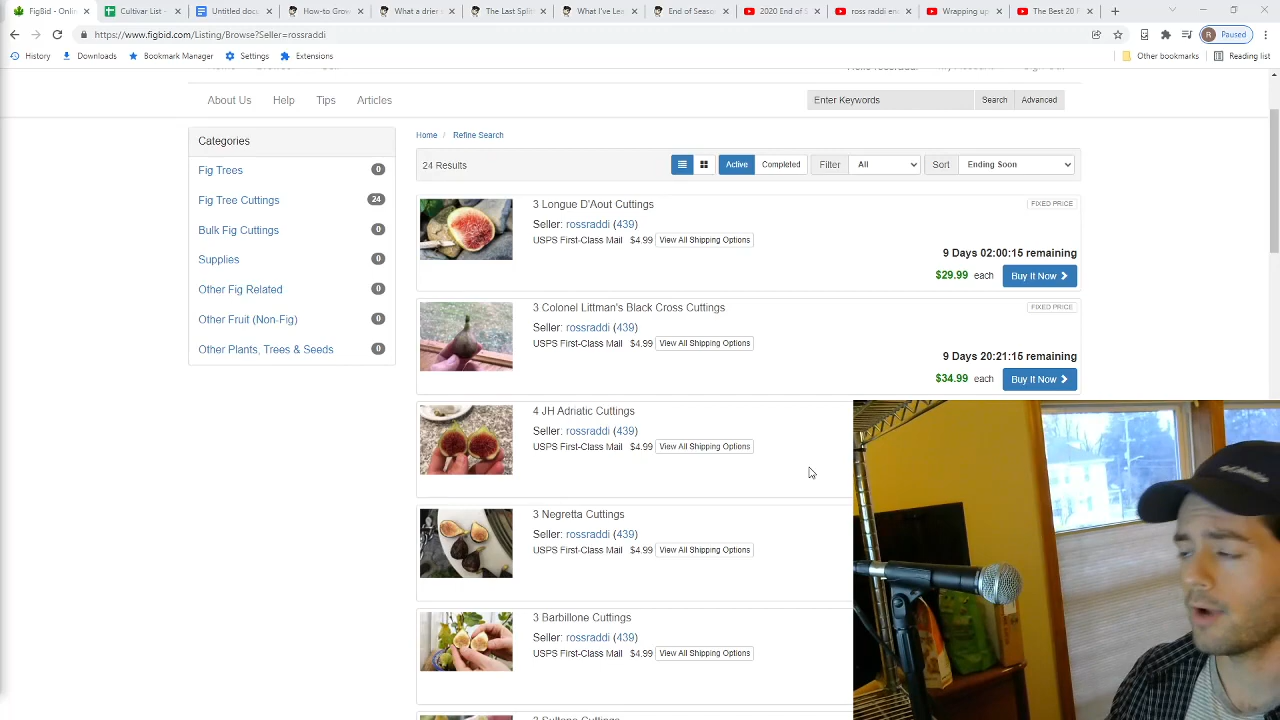 FigBid - Onlin
Cultivar List -
Untitled docu
How-to Grow
What a drier
The Last Split
What I've Lea
End of Season
2020 End of S
ross raddi en
Wrapping up
The Best 20 F
https://www.figbid.com/Listing/Browse?Seller=rossraddi
R Paused
History Downloads Bookmark Manager Settings Extensions Other bookmarks Reading list
About Us Help Tips Articles
Enter Keywords Search Advanced
Categories
Fig Trees 0
Fig Tree Cuttings 24
Bulk Fig Cuttings 0
Supplies 0
Other Fig Related 0
Other Fruit (Non-Fig) 0
Other Plants, Trees & Seeds 0
Home / Refine Search
24 Results Active Completed Filter All Sort Ending Soon
3 Longue D'Aout Cuttings FIXED PRICE
Seller: rossraddi (439)
USPS First-Class Mail $4.99 View All Shipping Options
9 Days 02:00:15 remaining
$29.99 each Buy It Now
3 Colonel Littman's Black Cross Cuttings FIXED PRICE
Seller: rossraddi (439)
USPS First-Class Mail $4.99 View All Shipping Options
9 Days 20:21:15 remaining
$34.99 each Buy It Now
4 JH Adriatic Cuttings
Seller: rossraddi (439)
USPS First-Class Mail $4.99 View All Shipping Options
3 Negretta Cuttings
Seller: rossraddi (439)
USPS First-Class Mail $4.99 View All Shipping Options
3 Barbillone Cuttings
Seller: rossraddi (439)
USPS First-Class Mail $4.99 View All Shipping Options